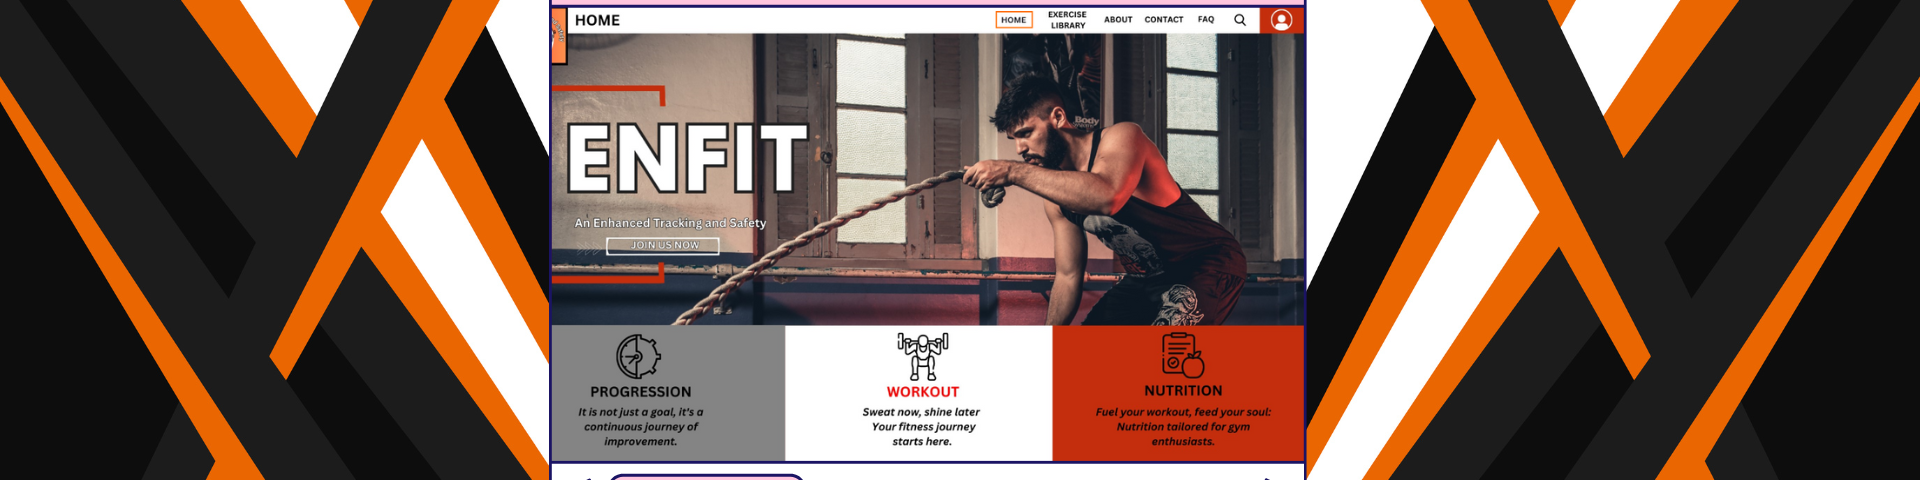 HOME
HOME
EXERCISE
LIBRARY
ABOUT
CONTACT
FAQ
Body
ENFIT
An Enhanced Tracking and Safety
JOIN US NOW
PROGRESSION
It is not just a goal, it's a
continuous journey of
improvement.
WORKOUT
Sweat now, shine later
Your fitness journey
starts here.
NUTRITION
Fuel your workout, feed your soul:
Nutrition tailored for gym
enthusiasts.